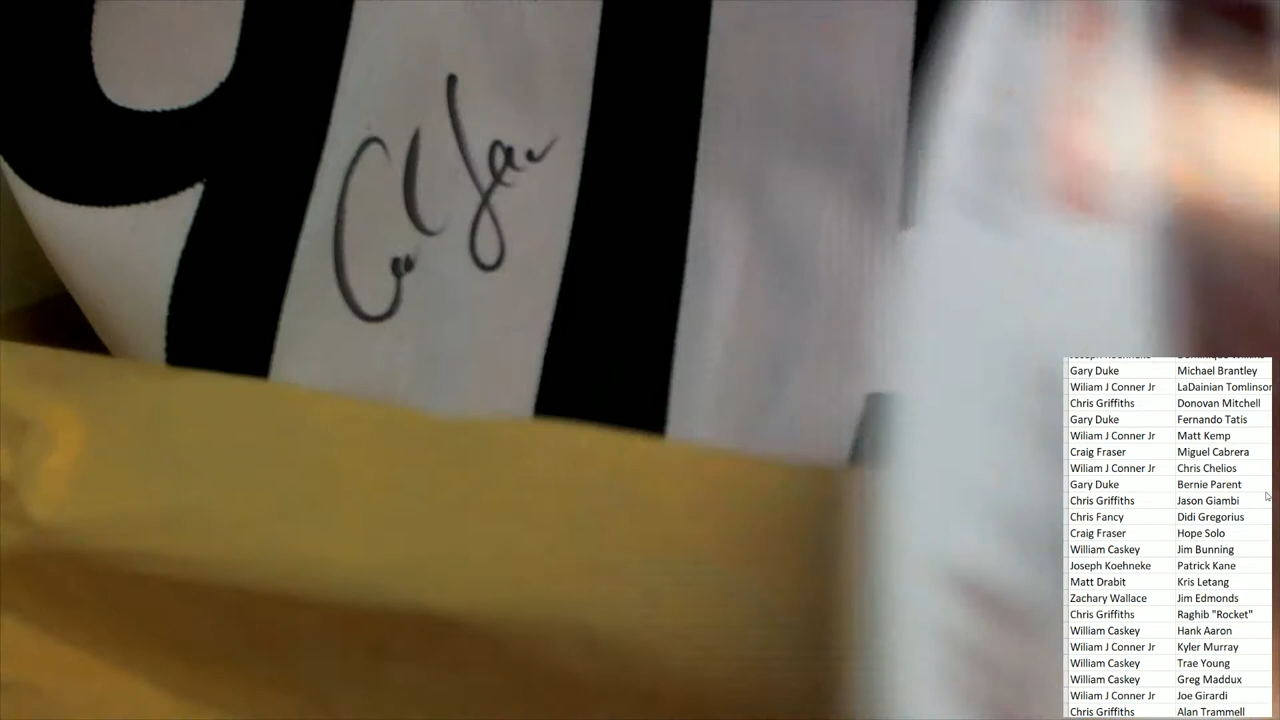 Gary Duke Michael Brantley
Wiliam J Conner Jr LaDainian Tomlinson
Chris Griffiths Donovan Mitchell
Gary Duke Fernando Tatis
Wiliam J Conner Jr Matt Kemp
Craig Fraser Miguel Cabrera
Wiliam J Conner Jr Chris Chelios
Gary Duke Bernie Parent
Chris Griffiths Jason Giambi
Chris Fancy Didi Gregorius
Craig Fraser Hope Solo
William Caskey Jim Bunning
Joseph Koehneke Patrick Kane
Matt Drabit Kris Letang
Zachary Wallace Jim Edmonds
Chris Griffiths Raghib "Rocket"
William Caskey Hank Aaron
Wiliam J Conner Jr Kyler Murray
William Caskey Trae Young
William Caskey Greg Maddux
Wiliam J Conner Jr Joe Girardi
Chris Griffiths Alan Trammell